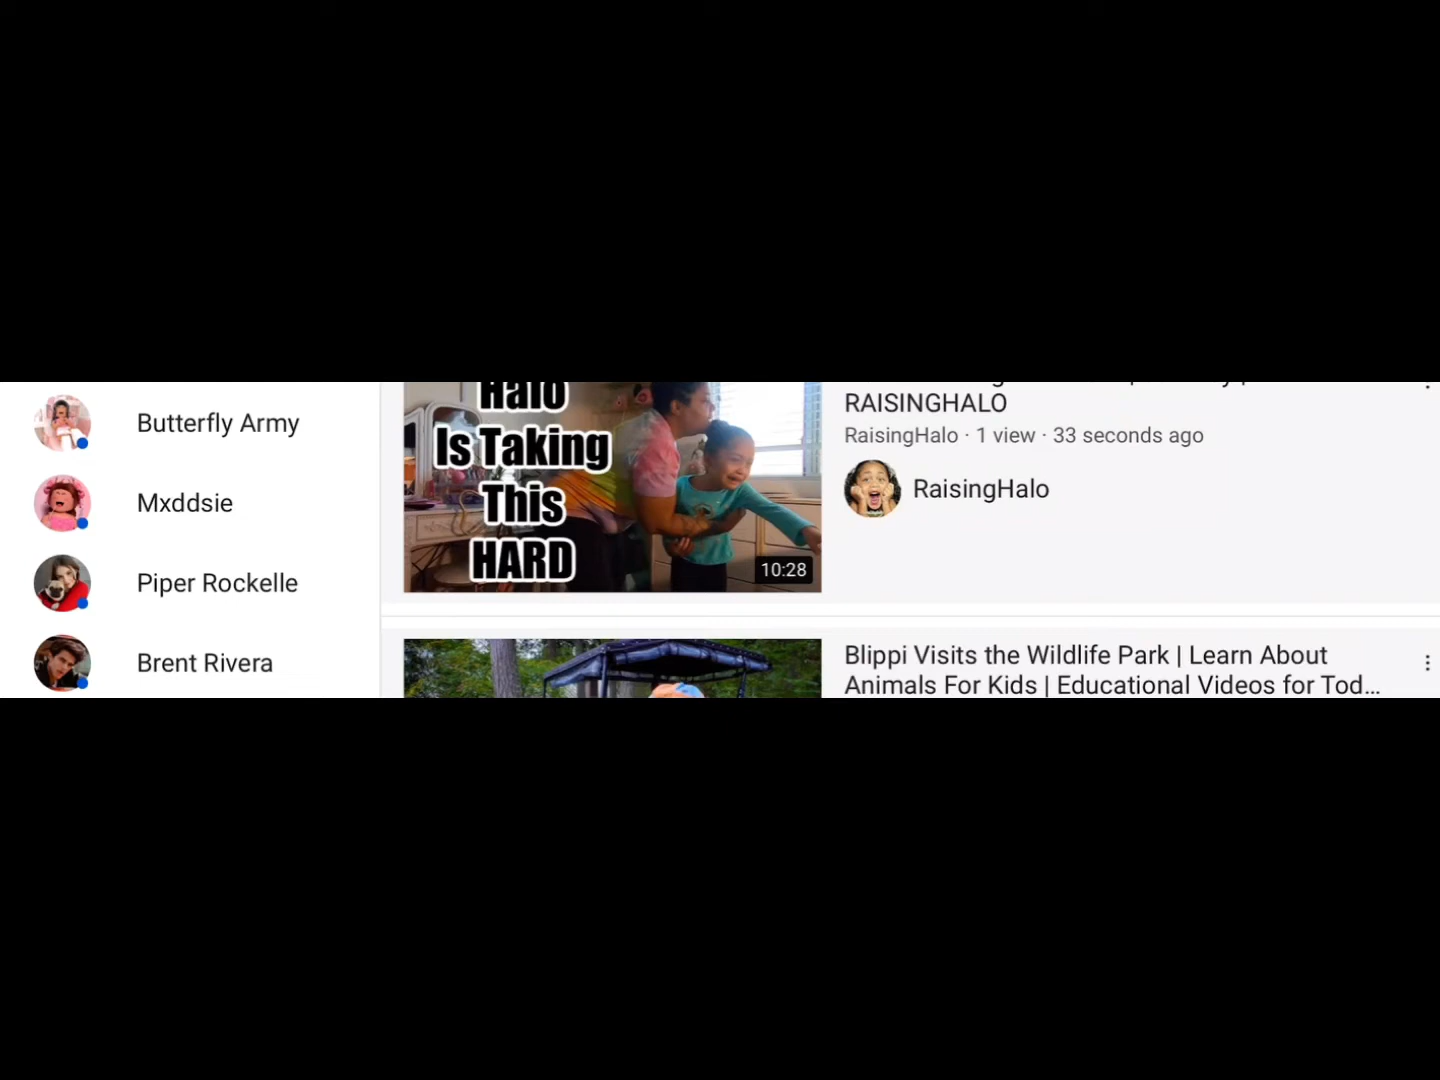 Butterfly Army
Mxddsie
Piper Rockelle
Brent Rivera
Halo
Is Taking
This
HARD
10:28
RAISINGHALO
RaisingHalo · 1 view · 33 seconds ago
RaisingHalo
Blippi Visits the Wildlife Park | Learn About
Animals For Kids | Educational Videos for Tod...